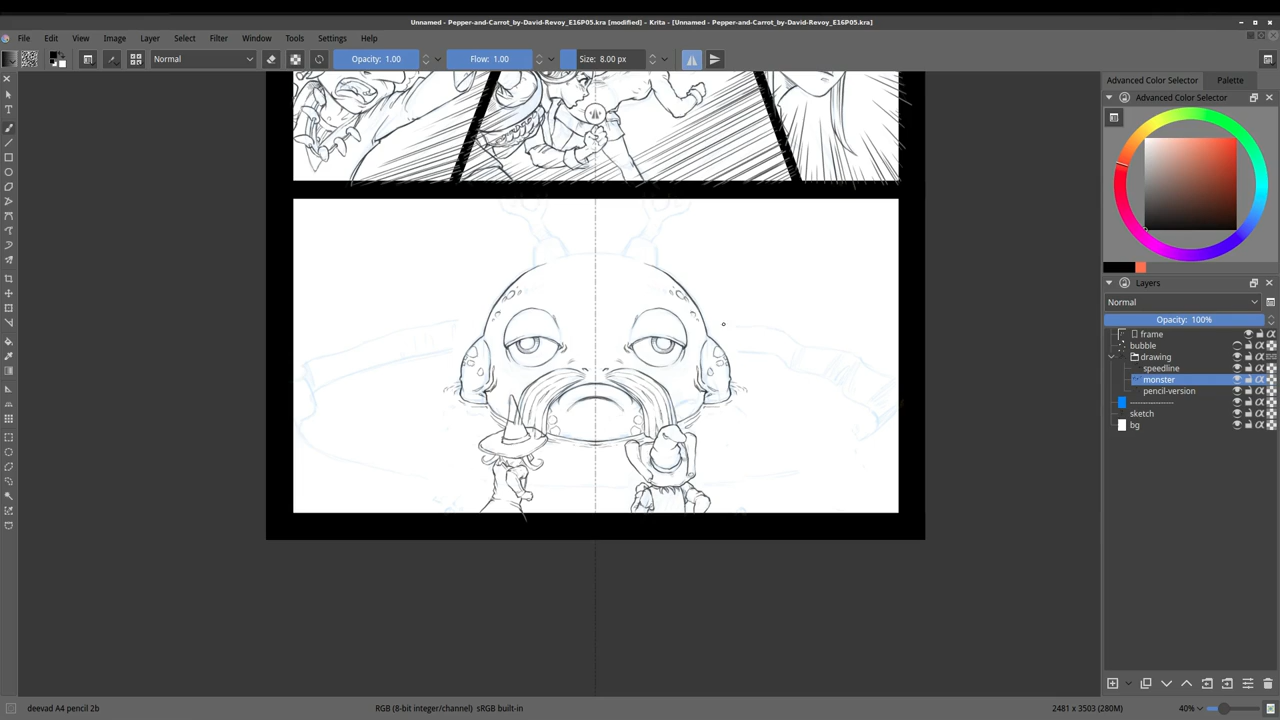 Unnamed - Pepper-and-Carrot_by-David-Revoy_E16P05.kra [modified] - Krita - [Unnamed - Pepper-and-Carrot_by-David-Revoy_E16P05.kra]
File Edit View Image Layer Select Filter Window Tools Settings Help
Normal Opacity: 1.00 Flow: 1.00 Size: 8.00 px
Advanced Color Selector Palette
Advanced Color Selector
Layers
Normal
Opacity: 100%
frame
bubble
drawing
speedline
monster
pencil-version
----------------
sketch
bg
deevad A4 pencil 2b RGB (8-bit integer/channel) sRGB built-in 2481 x 3503 (280M) 40%